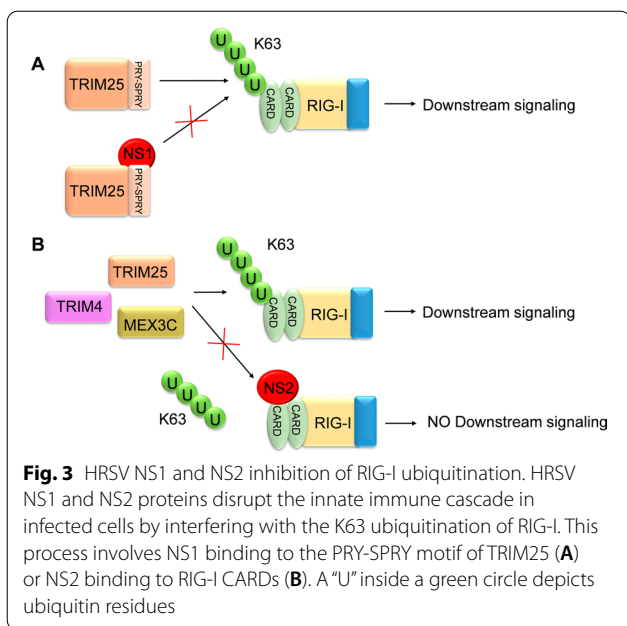 A
TRIM25
PRY-SPRY
U U U U
K63
CARD
CARD
RIG-I
Downstream signaling
NS1
TRIM25
PRY-SPRY
B
TRIM25
TRIM4
MEX3C
U U U U
K63
CARD
CARD
RIG-I
Downstream signaling
U U U U
K63
NS2
CARD
CARD
RIG-I
NO Downstream signaling
Fig. 3 HRSV NS1 and NS2 inhibition of RIG-I ubiquitination. HRSV
NS1 and NS2 proteins disrupt the innate immune cascade in
infected cells by interfering with the K63 ubiquitination of RIG-I. This
process involves NS1 binding to the PRY-SPRY motif of TRIM25 (A)
or NS2 binding to RIG-I CARDs (B). A “U” inside a green circle depicts
ubiquitin residues